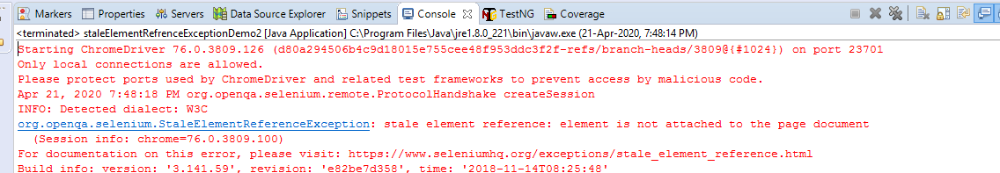 Markers Properties Servers Data Source Explorer Snippets Console TestNG Coverage
<terminated> staleElementRefrenceExceptionDemo2 [Java Application] C:\Program Files\Java\jre1.8.0_221\bin\javaw.exe (21-Apr-2020, 7:48:14 PM)
Starting ChromeDriver 76.0.3809.126 (d80a294506b4c9d18015e755cee48f953ddc3f2f-refs/branch-heads/3809@{#1024}) on port 23701
Only local connections are allowed.
Please protect ports used by ChromeDriver and related test frameworks to prevent access by malicious code.
Apr 21, 2020 7:48:18 PM org.openqa.selenium.remote.ProtocolHandshake createSession
INFO: Detected dialect: W3C
org.openqa.selenium.StaleElementReferenceException: stale element reference: element is not attached to the page document
(Session info: chrome=76.0.3809.100)
For documentation on this error, please visit: https://www.seleniumhq.org/exceptions/stale_element_reference.html
Build info: version: '3.141.59', revision: 'e82be7d358', time: '2018-11-14T08:25:48'